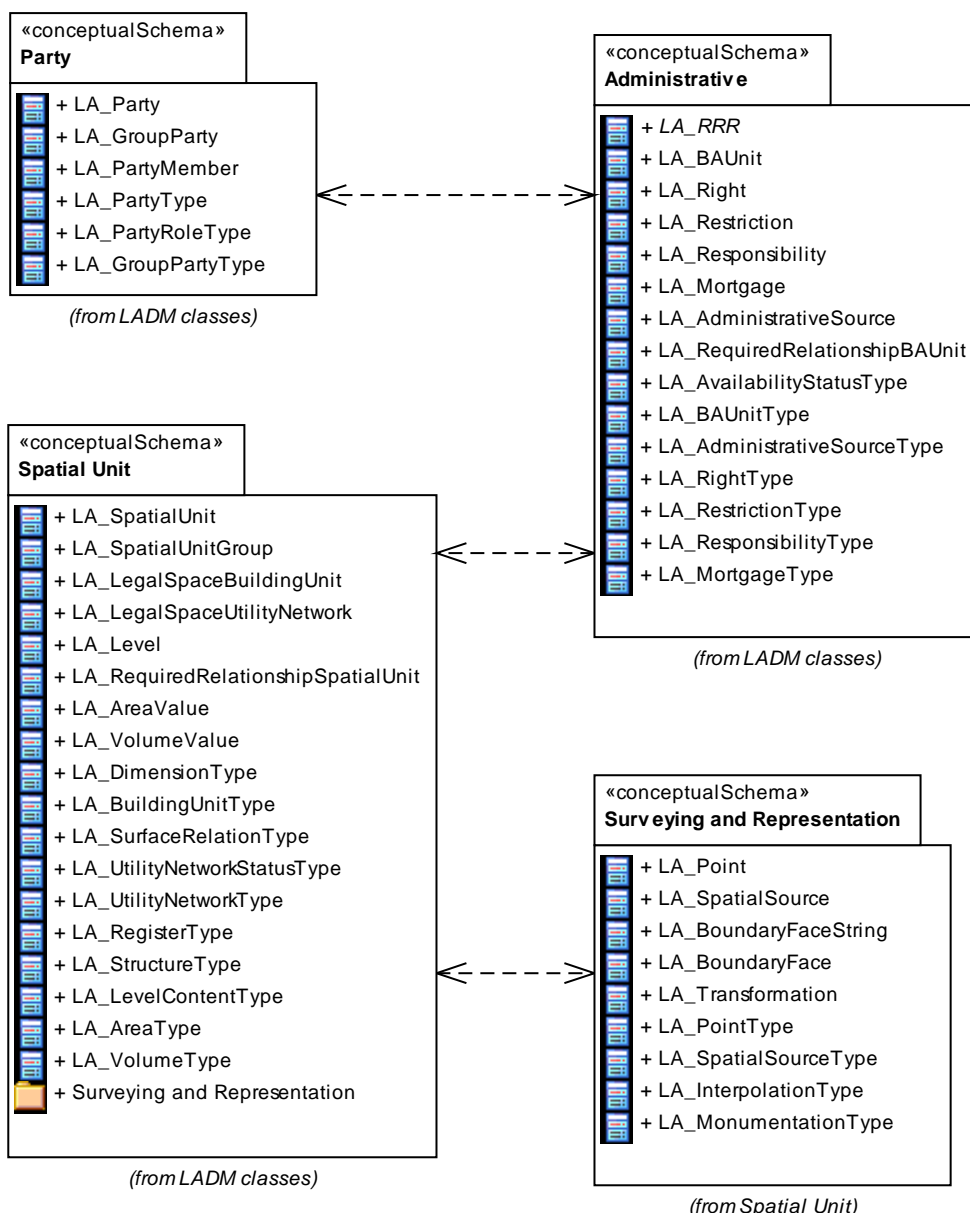 «conceptualSchema»
Party
+ LA_Party
+ LA_GroupParty
+ LA_PartyMember
+ LA_PartyType
+ LA_PartyRoleType
+ LA_GroupPartyType
(from LADM classes)
«conceptualSchema»
Administrative
+ LA_RRR
+ LA_BAUnit
+ LA_Right
+ LA_Restriction
+ LA_Responsibility
+ LA_Mortgage
+ LA_AdministrativeSource
+ LA_RequiredRelationshipBAUnit
+ LA_AvailabilityStatusType
+ LA_BAUnitType
+ LA_AdministrativeSourceType
+ LA_RightType
+ LA_RestrictionType
+ LA_ResponsibilityType
+ LA_MortgageType
(from LADM classes)
«conceptualSchema»
Spatial Unit
+ LA_SpatialUnit
+ LA_SpatialUnitGroup
+ LA_LegalSpaceBuildingUnit
+ LA_LegalSpaceUtilityNetwork
+ LA_Level
+ LA_RequiredRelationshipSpatialUnit
+ LA_AreaValue
+ LA_VolumeValue
+ LA_DimensionType
+ LA_BuildingUnitType
+ LA_SurfaceRelationType
+ LA_UtilityNetworkStatusType
+ LA_UtilityNetworkType
+ LA_RegisterType
+ LA_StructureType
+ LA_LevelContentType
+ LA_AreaType
+ LA_VolumeType
+ Surveying and Representation
(from LADM classes)
«conceptualSchema»
Surveying and Representation
+ LA_Point
+ LA_SpatialSource
+ LA_BoundaryFaceString
+ LA_BoundaryFace
+ LA_Transformation
+ LA_PointType
+ LA_SpatialSourceType
+ LA_InterpolationType
+ LA_MonumentationType
(from Spatial Unit)